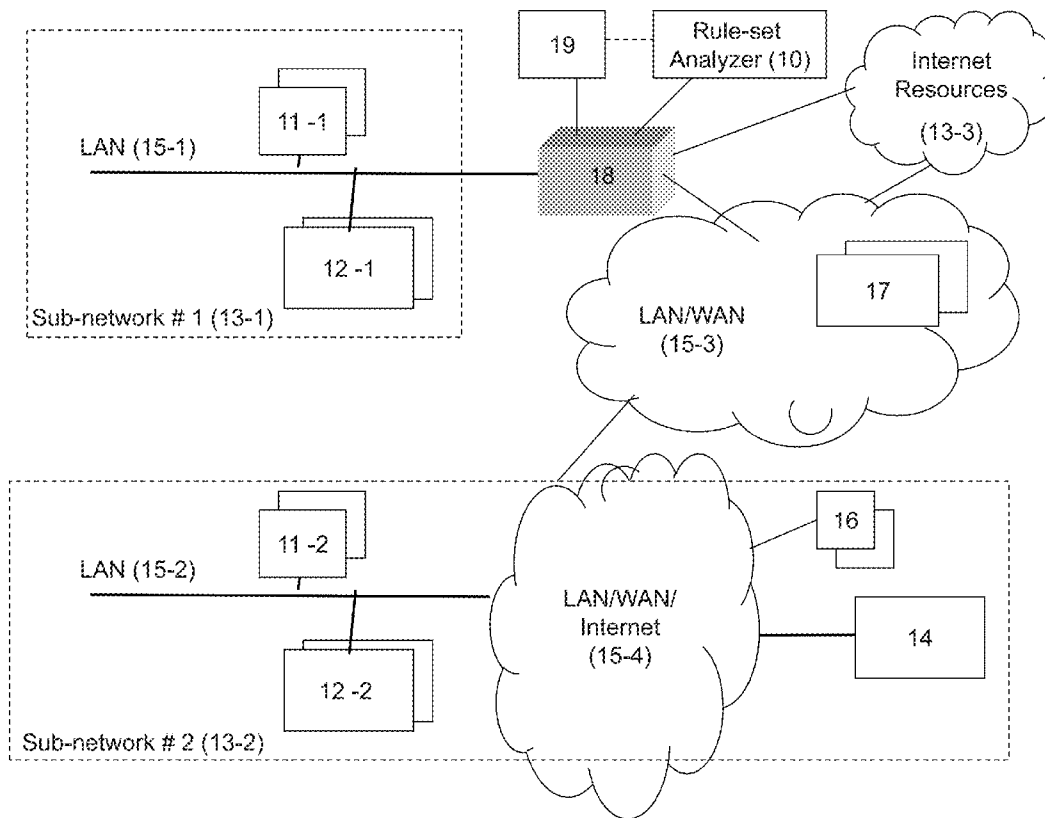 19
Rule-set
Analyzer (10)
Internet
Resources
(13-3)
11 -1
LAN (15-1)
18
12 -1
Sub-network # 1 (13-1)
17
LAN/WAN
(15-3)
11 -2
16
LAN (15-2)
LAN/WAN/
Internet
(15-4)
14
12 -2
Sub-network # 2 (13-2)